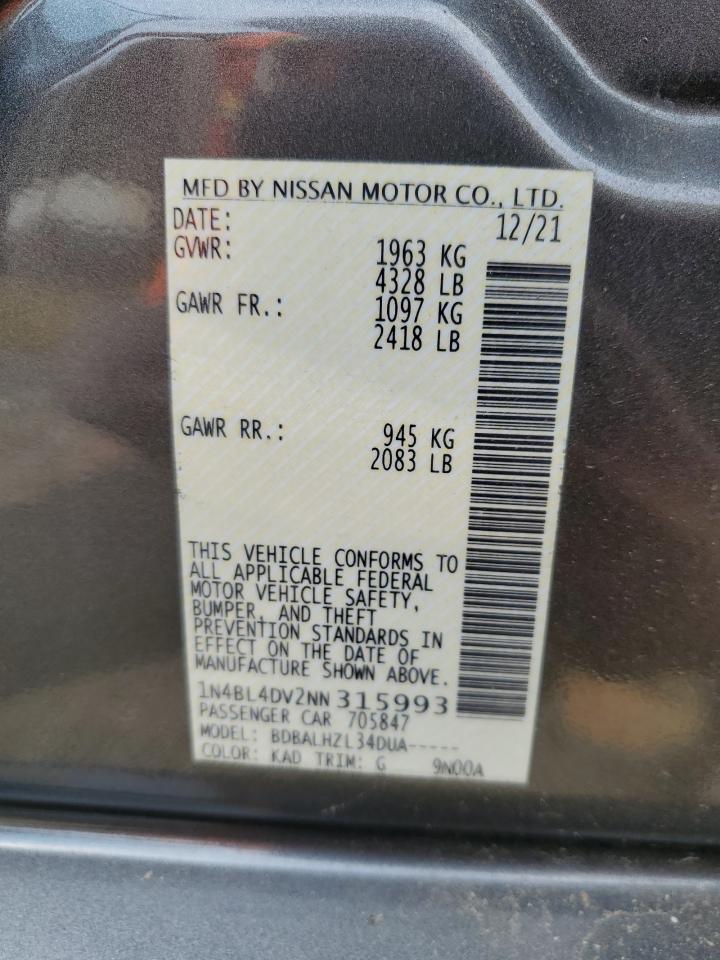 MFD BY NISSAN MOTOR CO., LTD.
DATE: 12/21
GVWR: 1963 KG
4328 LB
GAWR FR.: 1097 KG
2418 LB
GAWR RR.: 945 KG
2083 LB
THIS VEHICLE CONFORMS TO
ALL APPLICABLE FEDERAL
MOTOR VEHICLE SAFETY,
BUMPER, AND THEFT
PREVENTION STANDARDS IN
EFFECT ON THE DATE OF
MANUFACTURE SHOWN ABOVE.
1N4BL4DV2NN315993
PASSENGER CAR 705847
MODEL: BDBALHZL34DUA-----
COLOR: KAD TRIM: G 9N00A